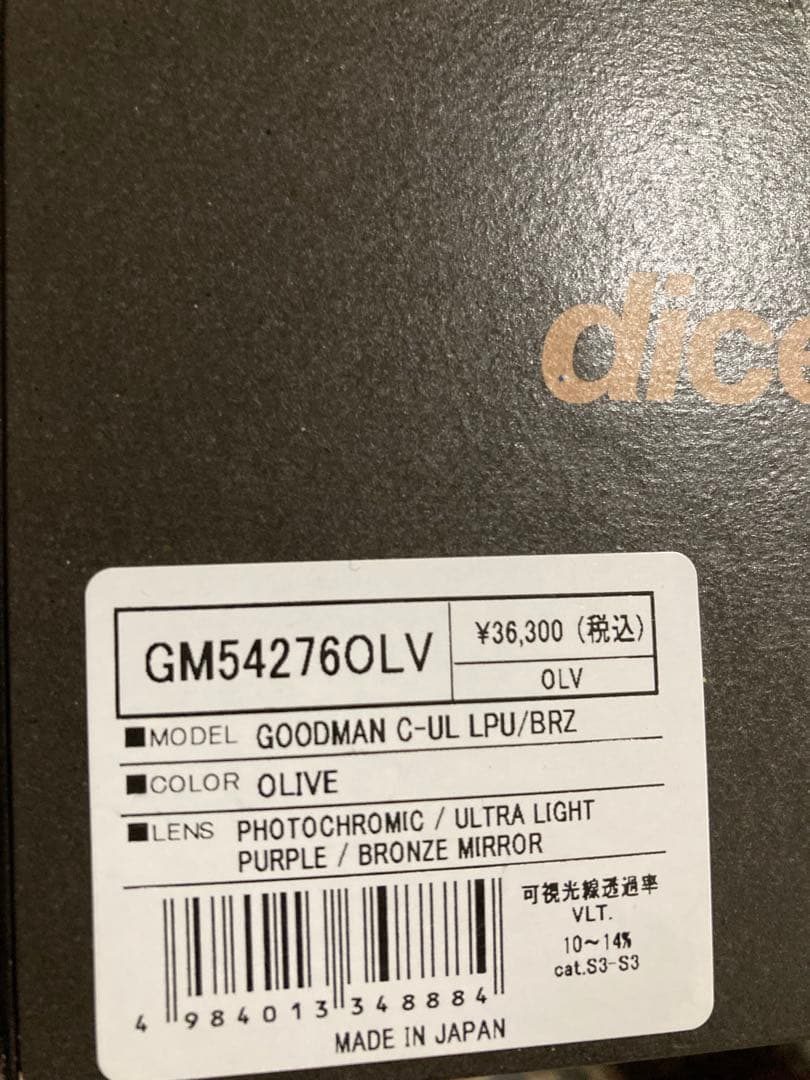 dice
GM54276OLV
¥36,300 (税込)
OLV
■MODEL GOODMAN C-UL LPU/BRZ
■COLOR OLIVE
■LENS PHOTOCHROMIC / ULTRA LIGHT
PURPLE / BRONZE MIRROR
可視光線透過率
VLT.
10〜14%
cat.S3-S3
4 984013 348884
MADE IN JAPAN